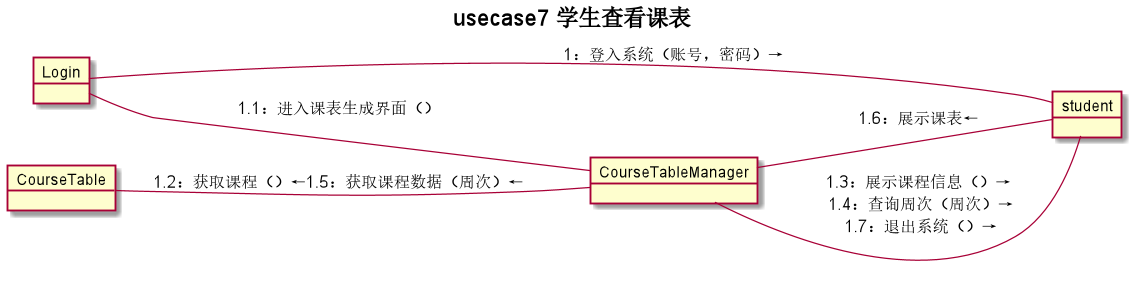 usecase7 学生查看课表
1：登入系统（账号，密码）→
Login
1.1：进入课表生成界面（）
student
1.6：展示课表←
CourseTable
1.2：获取课程（）←1.5：获取课程数据（周次）←
CourseTableManager
1.3：展示课程信息（）→
1.4：查询周次（周次）→
1.7：退出系统（）→